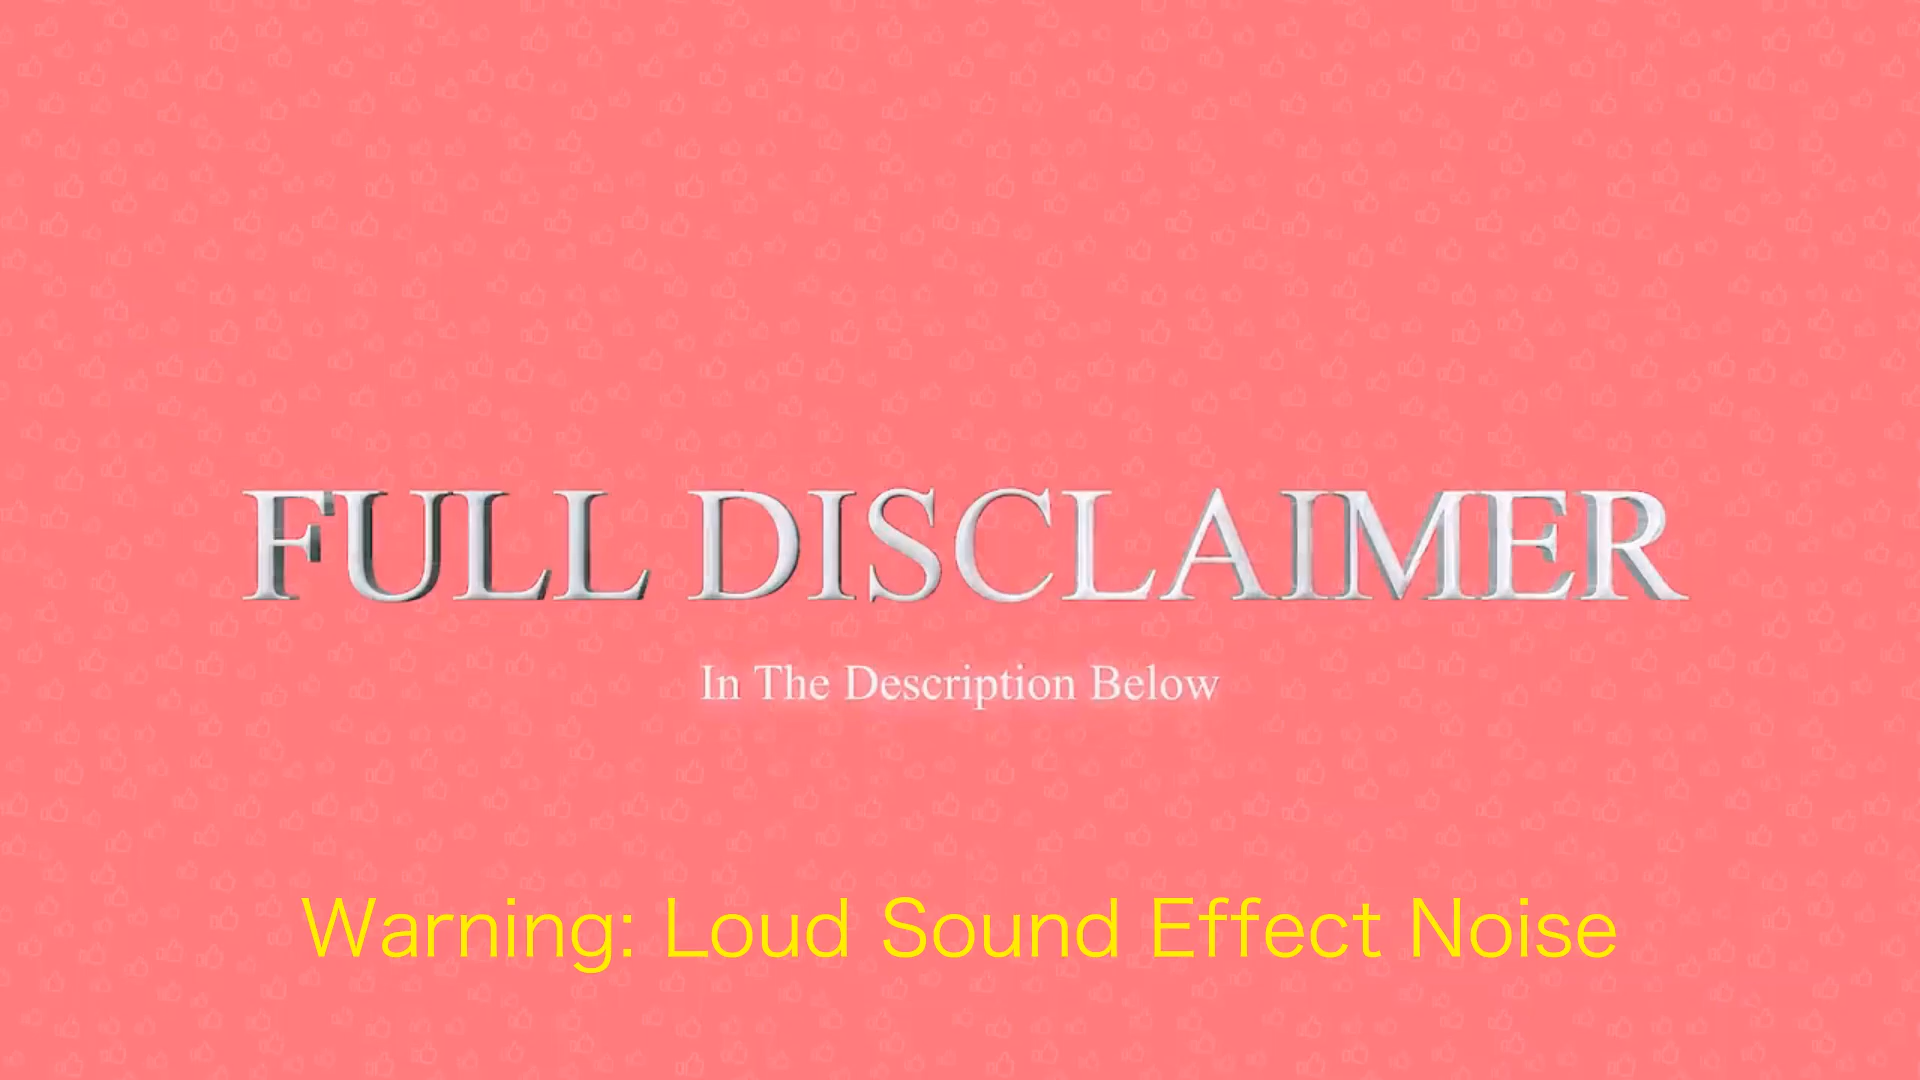 FULL DISCLAIMER
In The Description Below
Warning: Loud Sound Effect Noise